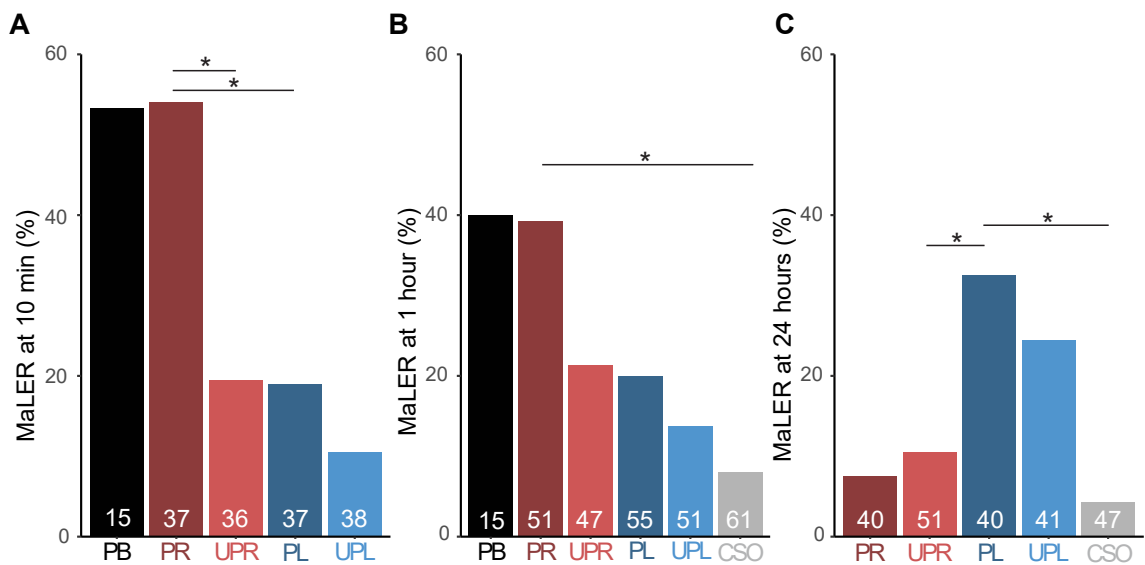 A
MaLER at 10 min (%)
60
40
20
0
*
*
15 37 36 37 38
PB PR UPR PL UPL
B
MaLER at 1 hour (%)
60
40
20
0
*
15 51 47 55 51 61
PB PR UPR PL UPL CSO
C
MaLER at 24 hours (%)
60
40
20
0
*
*
40 51 40 41 47
PR UPR PL UPL CSO